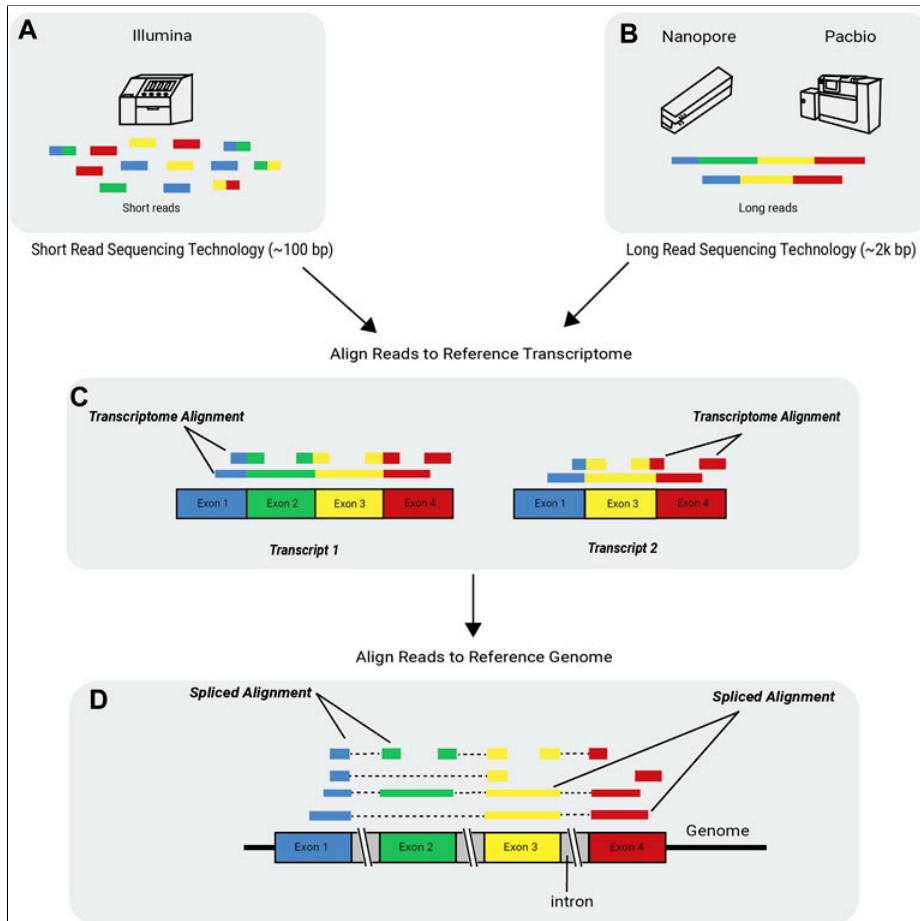 A
Illumina
Short reads
Short Read Sequencing Technology (~100 bp)
B
Nanopore Pacbio
Long reads
Long Read Sequencing Technology (~2k bp)
Align Reads to Reference Transcriptome
C
Transcriptome Alignment
Transcriptome Alignment
Exon 1 Exon 2 Exon 3 Exon 4
Exon 1 Exon 3 Exon 4
Transcript 1
Transcript 2
Align Reads to Reference Genome
D
Spliced Alignment
Spliced Alignment
Genome
Exon 1 Exon 2 Exon 3 Exon 4
intron